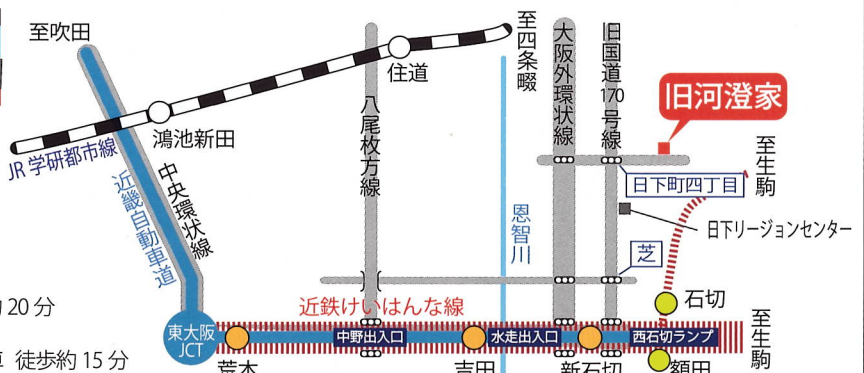 至吹田
住道
鴻池新田
JR学研都市線
近畿自動車道
中央環状線
八尾枚方線
至四条畷
大阪外環状線
旧国道170号線
旧河澄家
至生駒
日下町四丁目
日下リージョンセンター
恩智川
芝
近鉄けいはんな線
石切
約20分
東大阪
JCT
中野出入口
水走出入口
西石切ランプ
至生駒
徒歩約15分
荒本
吉田
新石切
額田